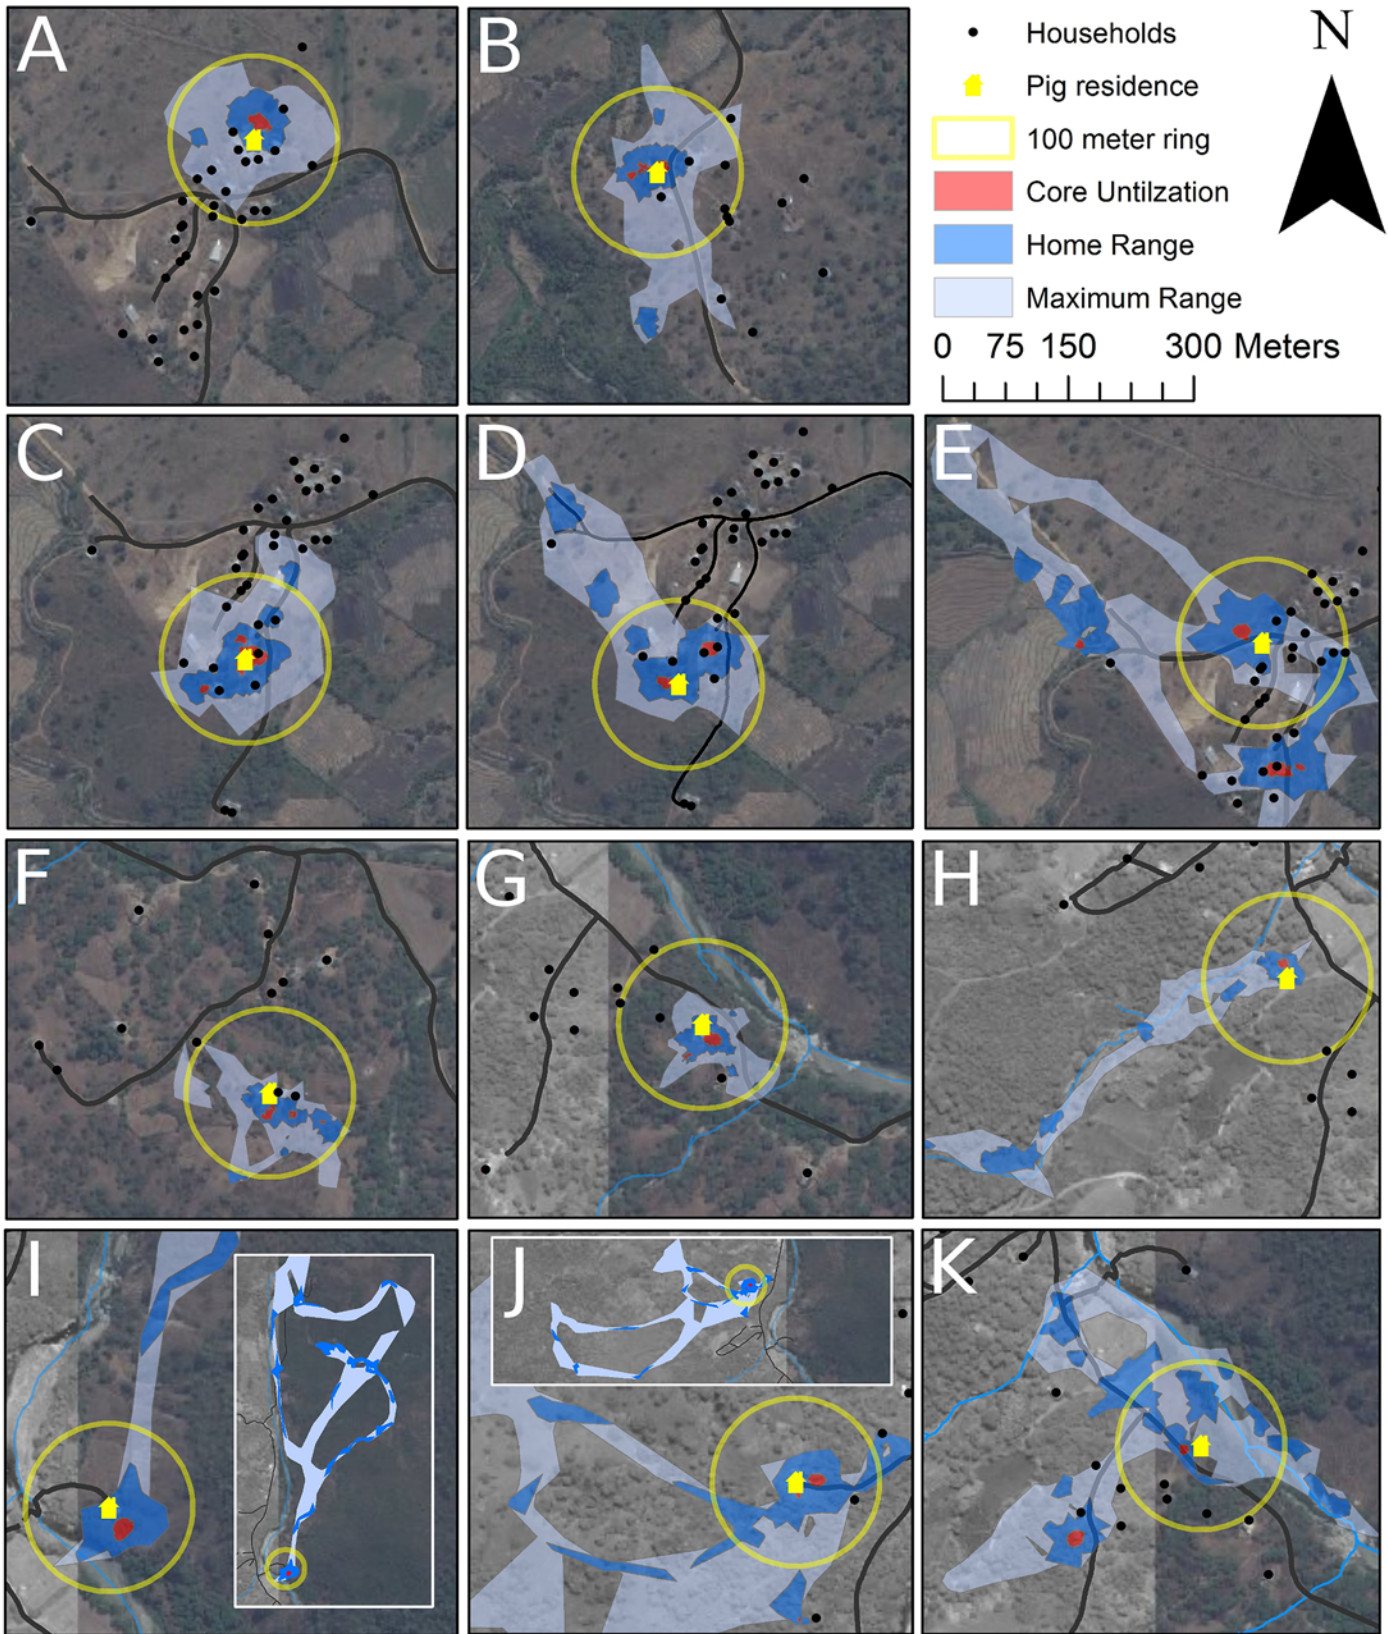 A
B
Households
Pig residence
100 meter ring
Core Untilzation
Home Range
Maximum Range
N
0 75 150 300 Meters
C
D
E
F
G
H
I
J
K